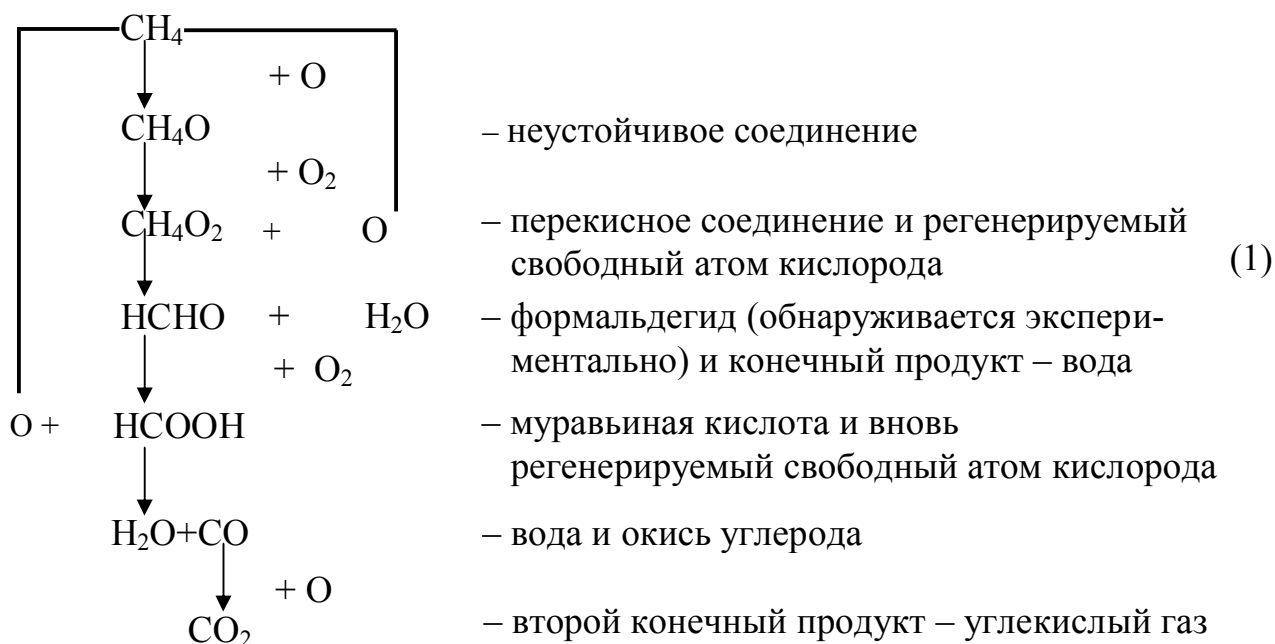 CH₄
+ O
CH₄O – неустойчивое соединение
+ O₂
CH₄O₂ + O – перекисное соединение и регенерируемый
свободный атом кислорода (1)
HCHO + H₂O – формальдегид (обнаруживается экспери-
+ O₂ ментально) и конечный продукт – вода
O + HCOOH – муравьиная кислота и вновь
регенерируемый свободный атом кислорода
H₂O+CO – вода и окись углерода
+ O
CO₂ – второй конечный продукт – углекислый газ